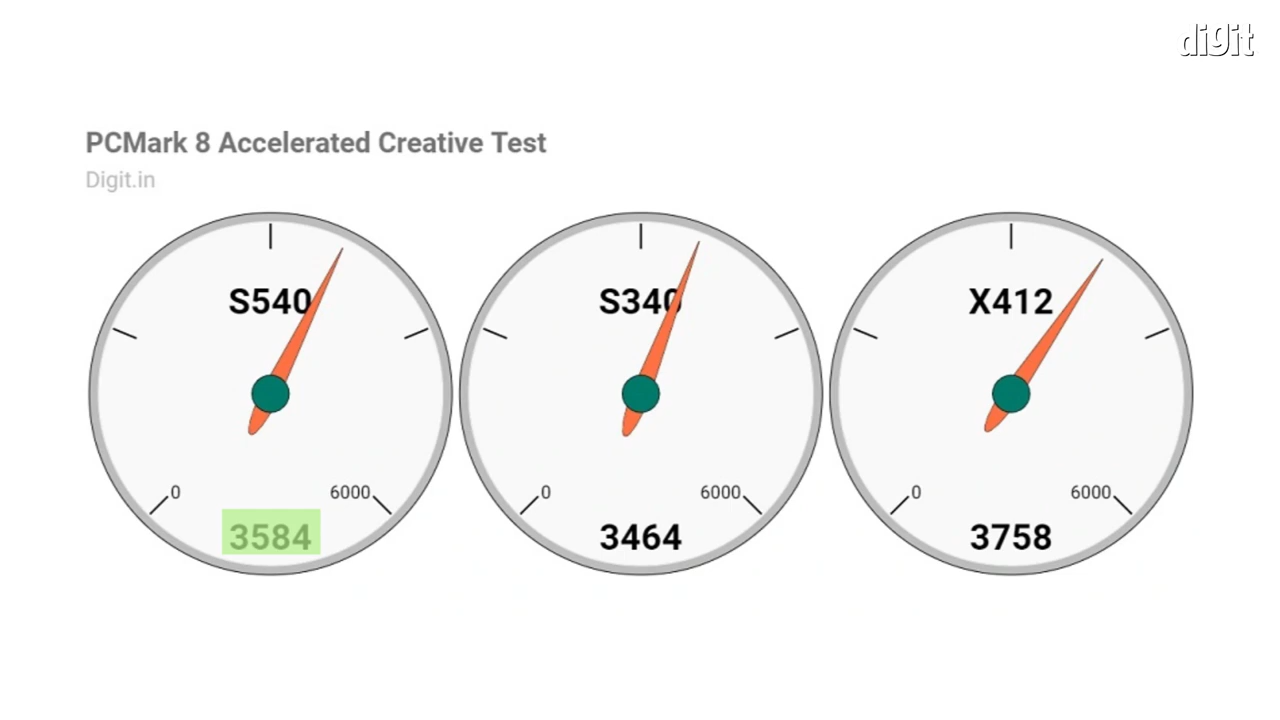 digit
PCMark 8 Accelerated Creative Test
Digit.in
S540
S340
X412
0 6000
0 6000
0 6000
3584
3464
3758